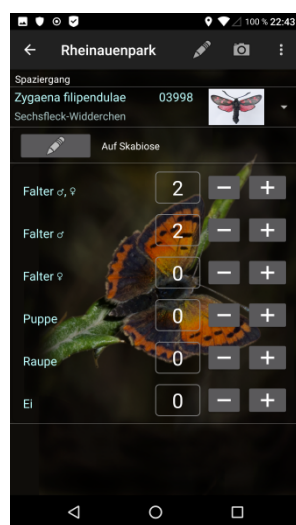 100 % 22:43
Rheinauenpark
Spaziergang
Zygaena filipendulae 03998
Sechsfleck-Widderchen
Auf Skabiose
Falter ♂, ♀ 2 − +
Falter ♂ 2 − +
Falter ♀ 0 − +
Puppe 0 − +
Raupe 0 − +
Ei 0 − +